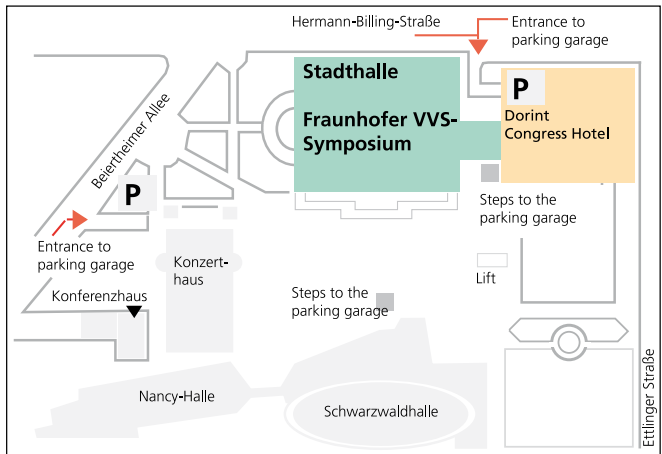 Hermann-Billing-Straße
Entrance to
parking garage
Stadthalle
Fraunhofer VVS-
Symposium
P
Dorint
Congress Hotel
Beiertheimer Allee
P
Steps to the
parking garage
Entrance to
parking garage
Konzert-
haus
Lift
Konferenzhaus
Steps to the
parking garage
Nancy-Halle
Schwarzwaldhalle
Ettlinger Straße